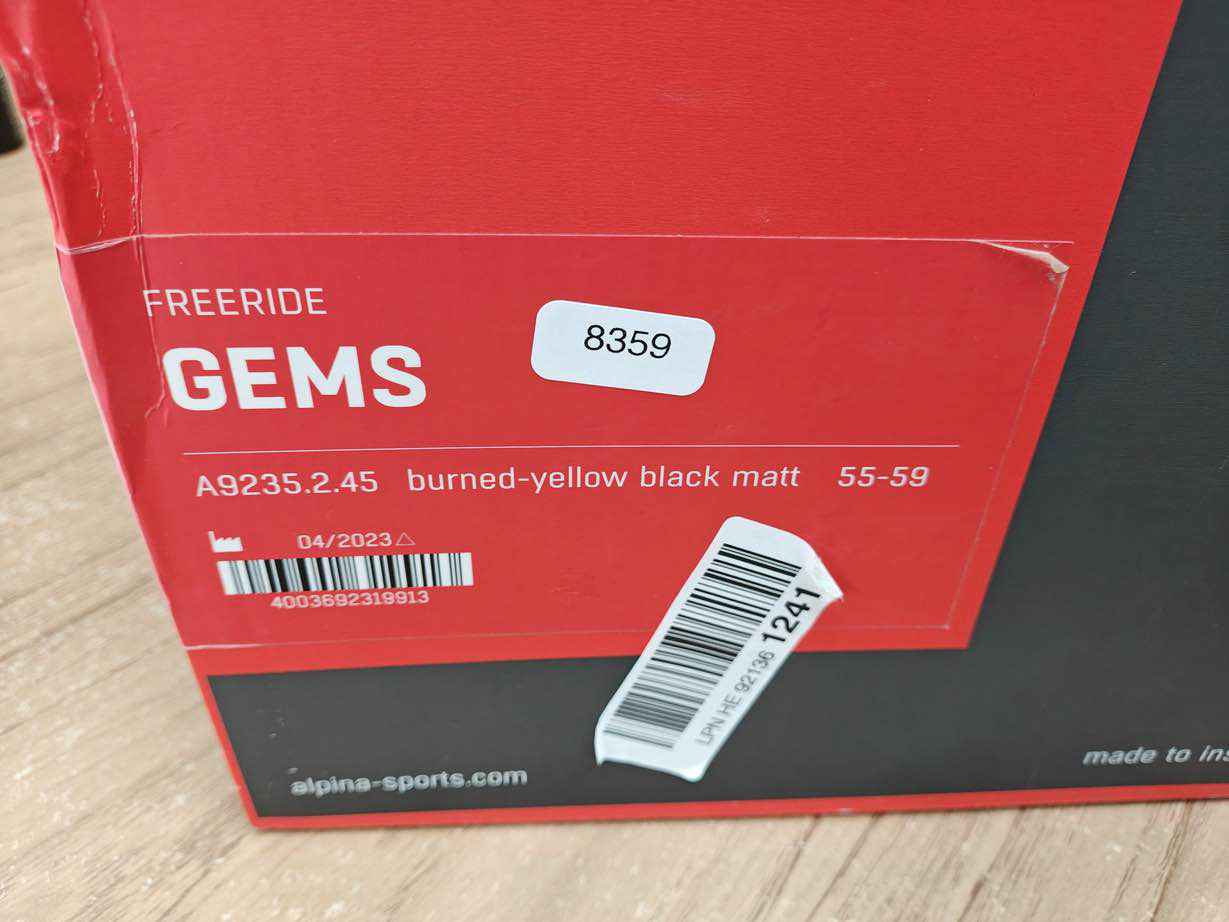 FREERIDE
GEMS
8359
A9235.2.45 burned-yellow black matt 55-59
04/2023
4003692319913
LPN HE 92136 1241
alpina-sports.com
made to ins